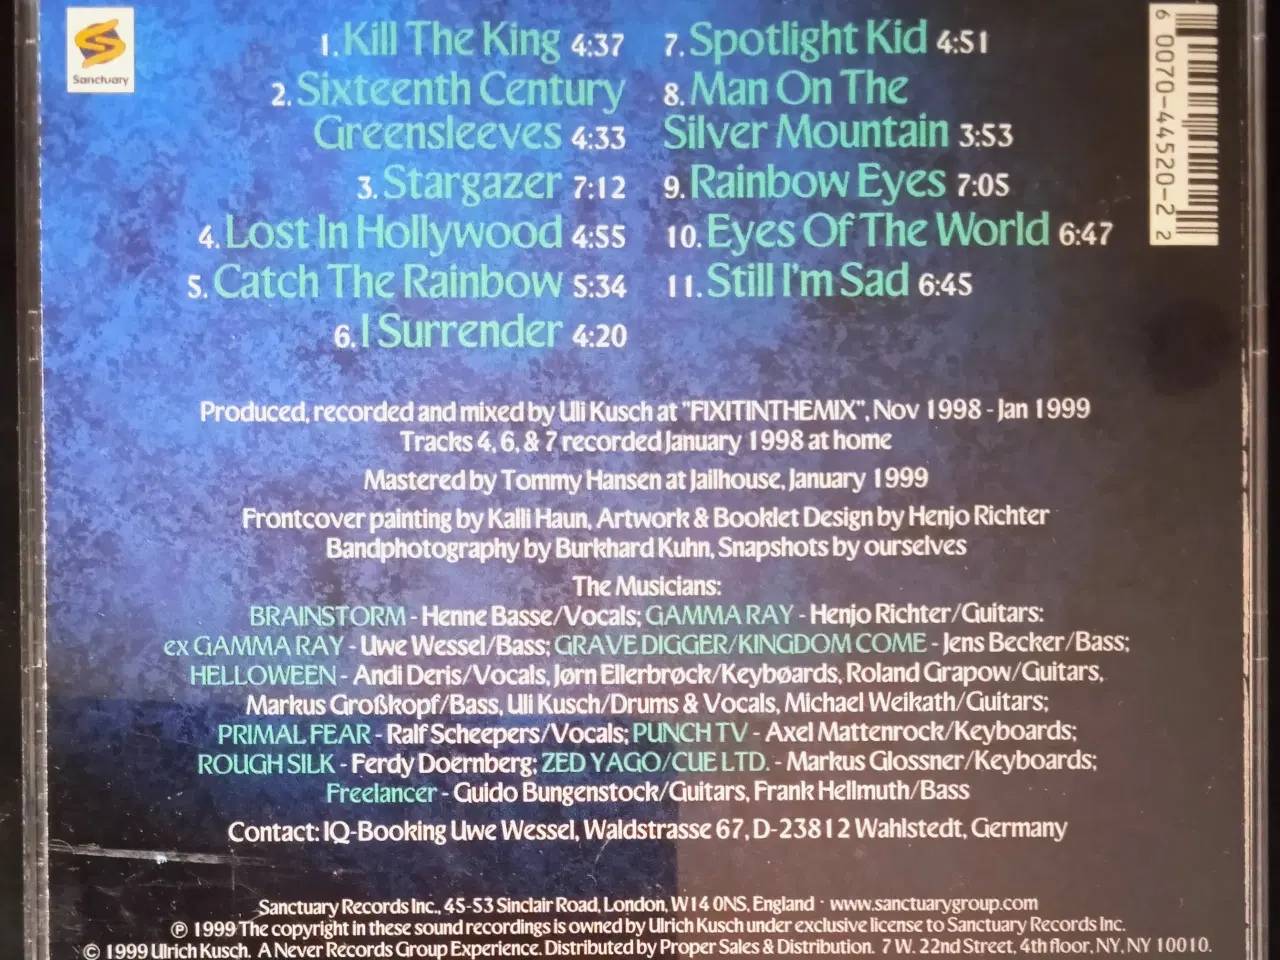 Sanctuary
1. Kill The King 4:37
2. Sixteenth Century
Greensleeves 4:33
3. Stargazer 7:12
4. Lost In Hollywood 4:55
5. Catch The Rainbow 5:34
6. I Surrender 4:20
7. Spotlight Kid 4:51
8. Man On The
Silver Mountain 3:53
9. Rainbow Eyes 7:05
10. Eyes Of The World 6:47
11. Still I'm Sad 6:45
6 0070-44520-2 2
Produced, recorded and mixed by Uli Kusch at "FIXITINTHEMIX", Nov 1998 - Jan 1999
Tracks 4, 6, & 7 recorded January 1998 at home
Mastered by Tommy Hansen at Jailhouse, January 1999
Frontcover painting by Kalli Haun, Artwork & Booklet Design by Henjo Richter
Bandphotography by Burkhard Kuhn, Snapshots by ourselves
The Musicians:
BRAINSTORM - Henne Basse/Vocals; GAMMA RAY - Henjo Richter/Guitars:
ex GAMMA RAY - Uwe Wessel/Bass; GRAVE DIGGER/KINGDOM COME - Jens Becker/Bass;
HELLOWEEN - Andi Deris/Vocals, Jørn Ellerbrøck/Keybøards, Roland Grapow/Guitars,
Markus Großkopf/Bass, Uli Kusch/Drums & Vocals, Michael Weikath/Guitars;
PRIMAL FEAR - Ralf Scheepers/Vocals; PUNCH TV - Axel Mattenrock/Keyboards;
ROUGH SILK - Ferdy Doernberg; ZED YAGO/CUE LTD. - Markus Glossner/Keyboards;
Freelancer - Guido Bungenstock/Guitars, Frank Hellmuth/Bass
Contact: IQ-Booking Uwe Wessel, Waldstrasse 67, D-23812 Wahlstedt, Germany
Sanctuary Records Inc., 45-53 Sinclair Road, London, W14 0NS, England · www.sanctuarygroup.com
℗ 1999 The copyright in these sound recordings is owned by Ulrich Kusch under exclusive license to Sanctuary Records Inc.
© 1999 Ulrich Kusch. A Never Records Group Experience. Distributed by Proper Sales & Distribution. 7 W. 22nd Street, 4th floor, NY, NY 10010.